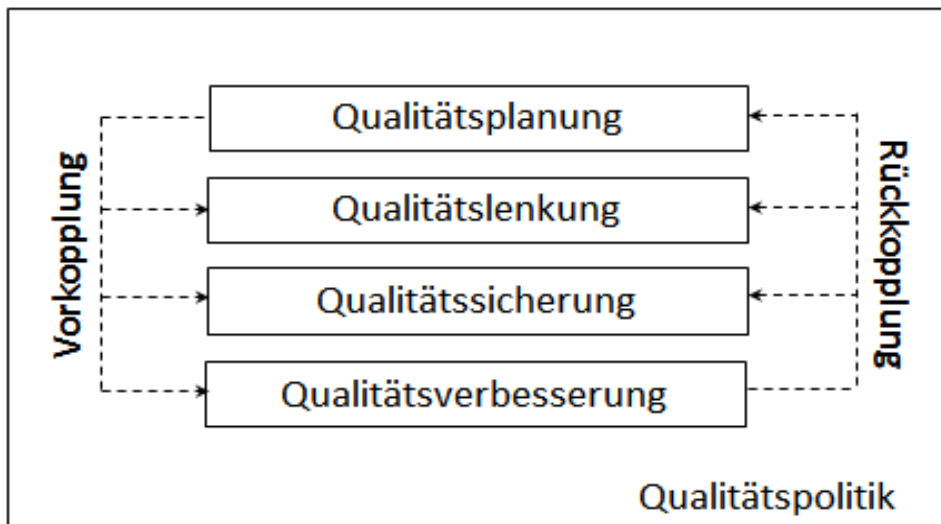 Qualitätsplanung
Qualitätslenkung
Qualitätssicherung
Qualitätsverbesserung
Vorkopplung
Rückkopplung
Qualitätspolitik